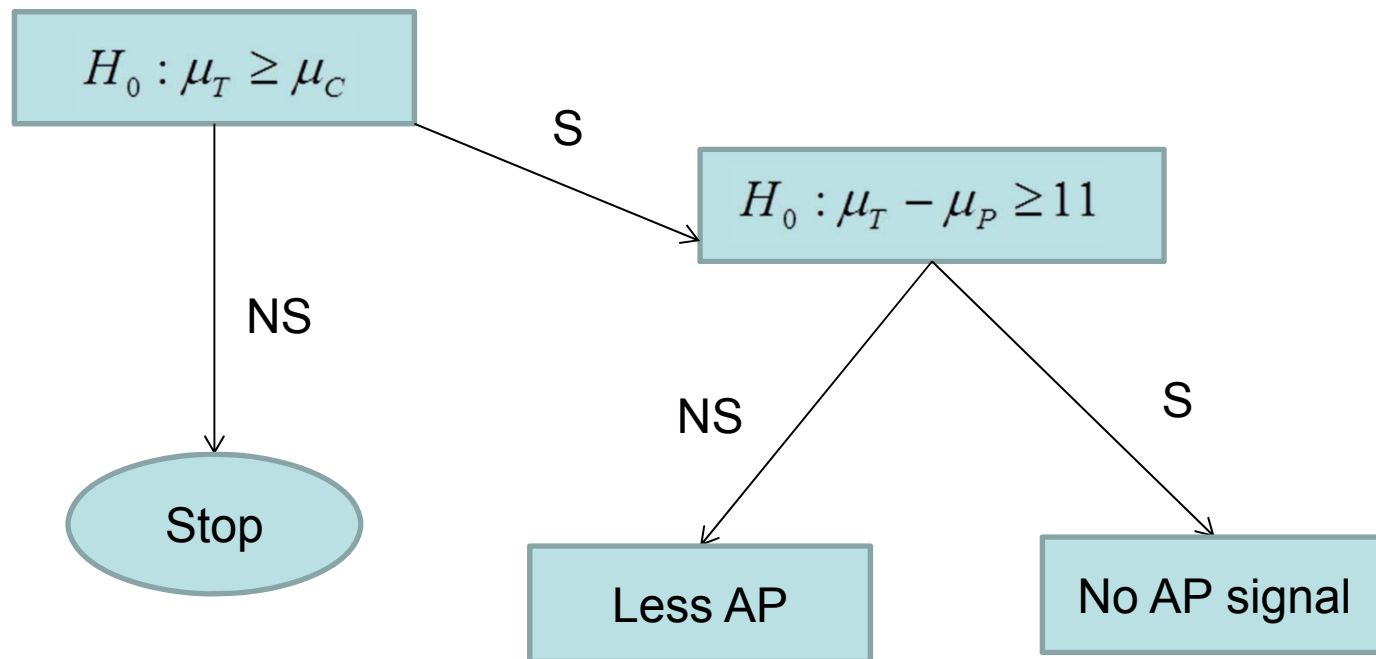 H₀ : μ_T ≥ μ_C
S
H₀ : μ_T − μ_P ≥ 11
NS
NS
S
Stop
Less AP
No AP signal